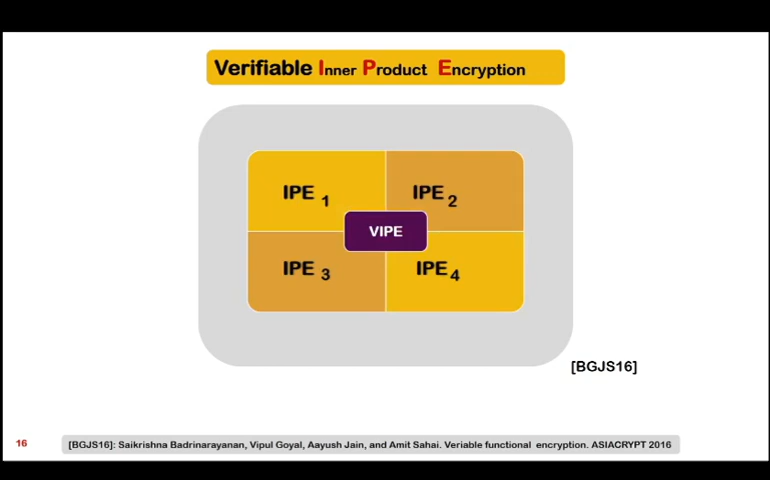 Verifiable Inner Product Encryption
IPE 1
IPE 2
VIPE
IPE 3
IPE 4
[BGJS16]
16
[BGJS16]: Saikrishna Badrinarayanan, Vipul Goyal, Aayush Jain, and Amit Sahai. Veriable functional encryption. ASIACRYPT 2016